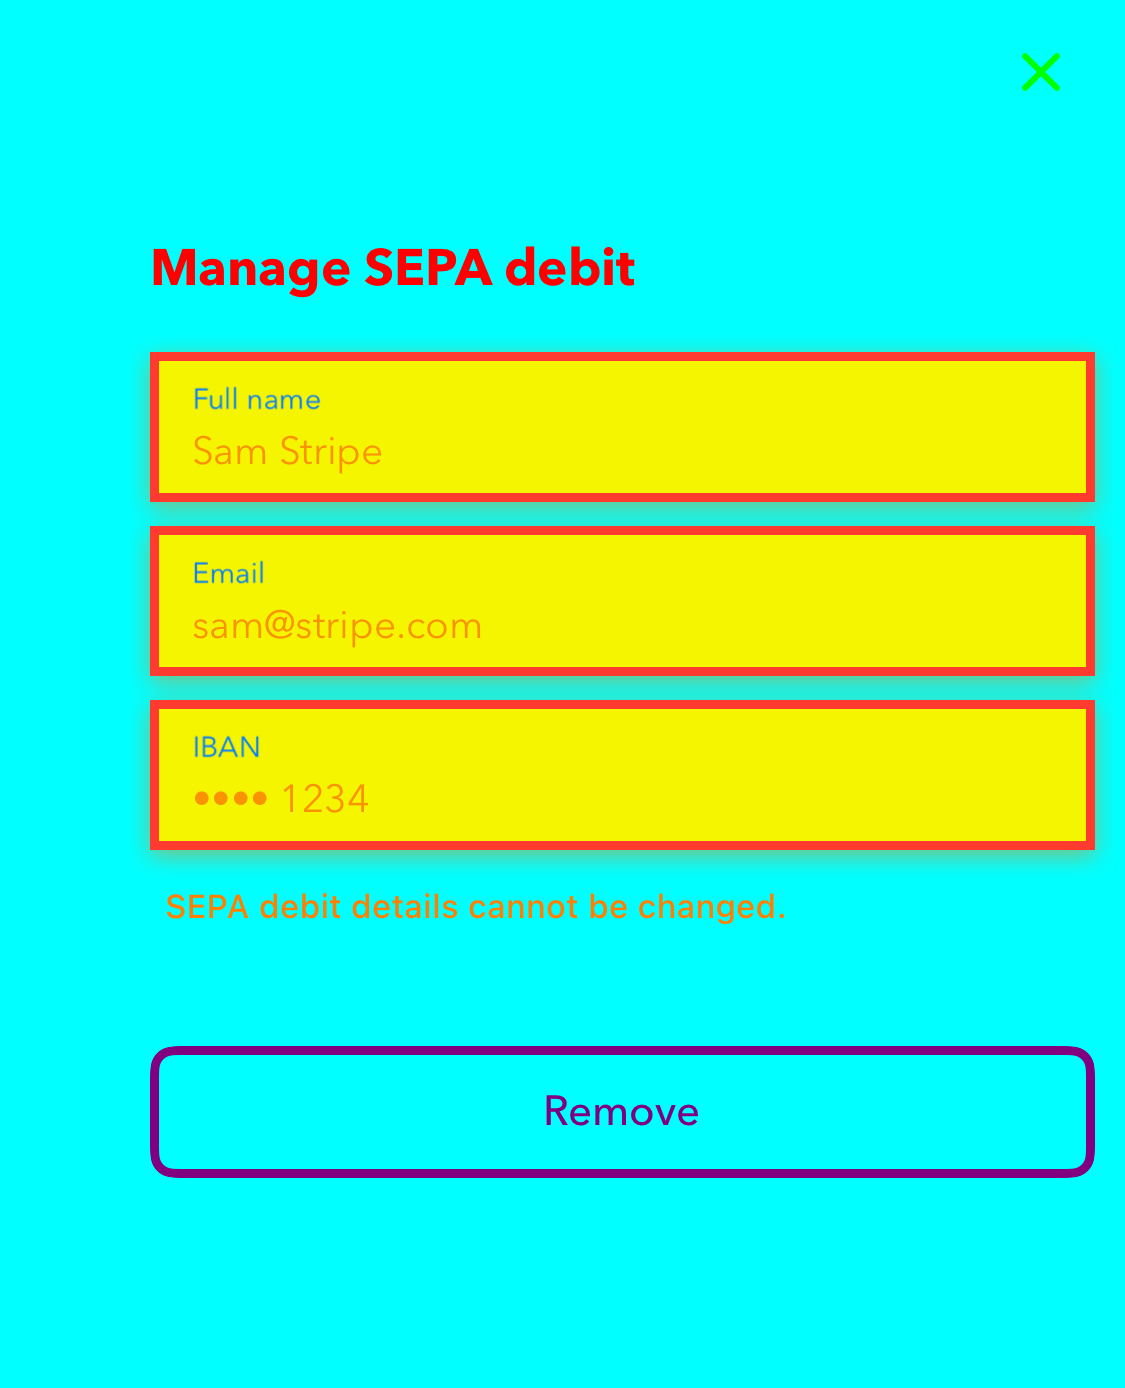 Manage SEPA debit
Full name
Sam Stripe
Email
sam@stripe.com
IBAN
•••• 1234
SEPA debit details cannot be changed.
Remove